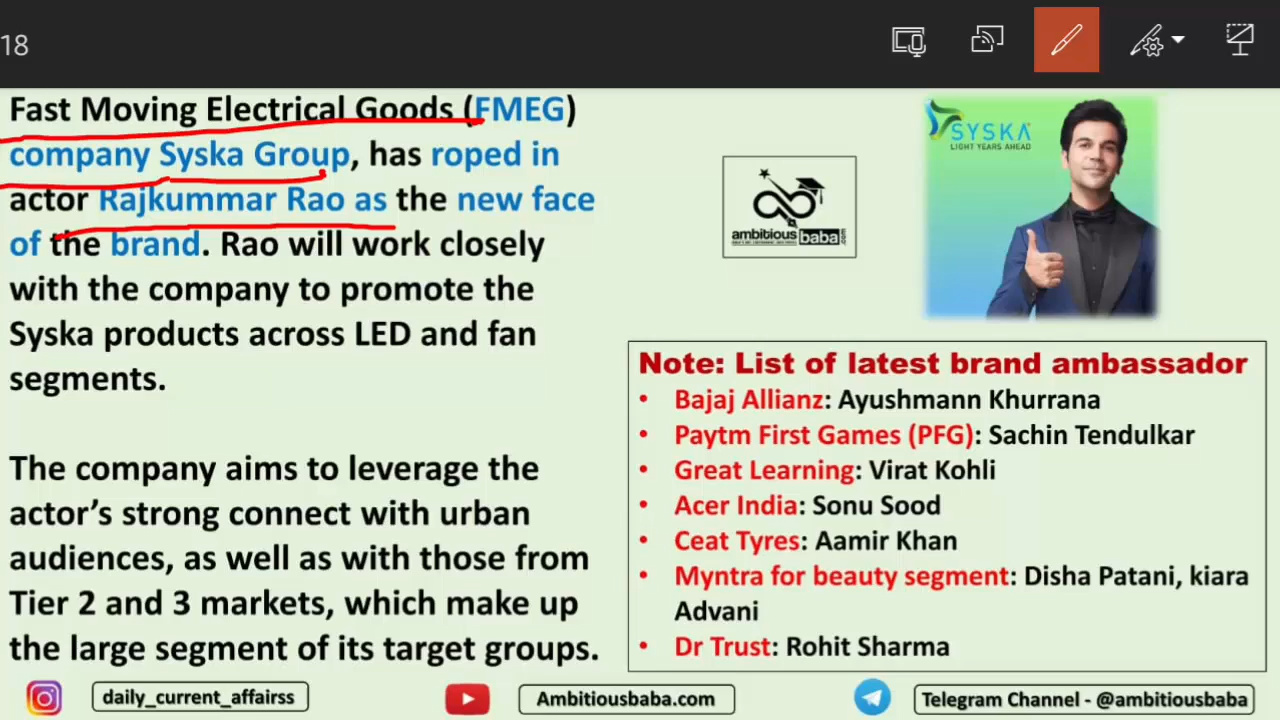 18
Fast Moving Electrical Goods (FMEG)
company Syska Group, has roped in
actor Rajkummar Rao as the new face
of the brand. Rao will work closely
with the company to promote the
Syska products across LED and fan
segments.
The company aims to leverage the
actor's strong connect with urban
audiences, as well as with those from
Tier 2 and 3 markets, which make up
the large segment of its target groups.
ambitious baba.com
SYSKA
LIGHT YEARS AHEAD
Note: List of latest brand ambassador
• Bajaj Allianz: Ayushmann Khurrana
• Paytm First Games (PFG): Sachin Tendulkar
• Great Learning: Virat Kohli
• Acer India: Sonu Sood
• Ceat Tyres: Aamir Khan
• Myntra for beauty segment: Disha Patani, kiara
Advani
• Dr Trust: Rohit Sharma
daily_current_affairss
Ambitiousbaba.com
Telegram Channel - @ambitiousbaba